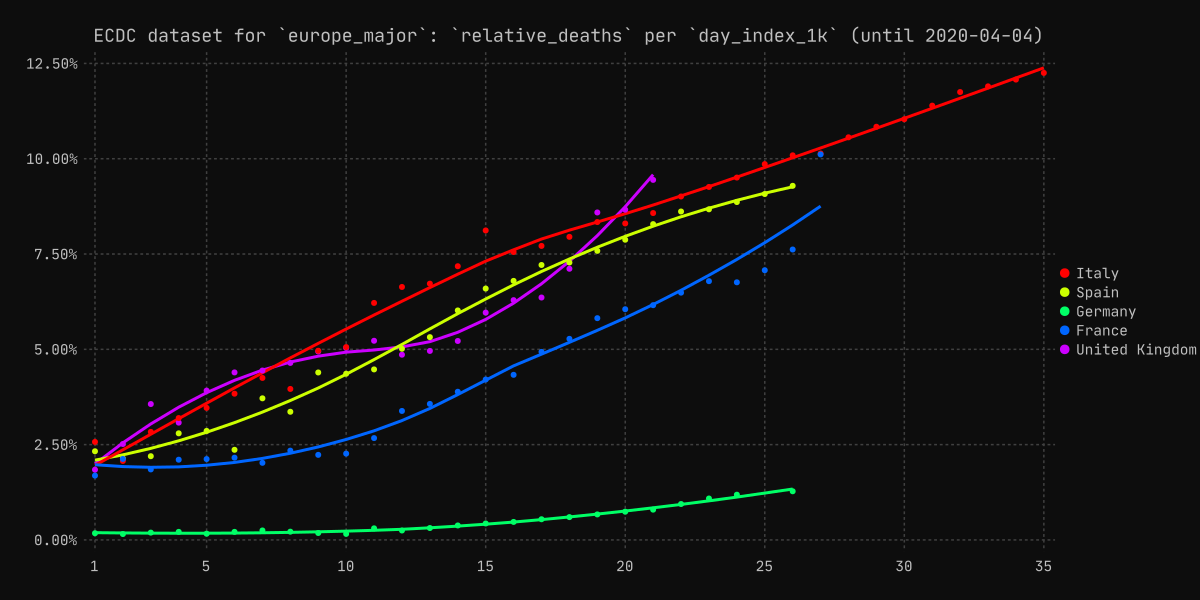 ECDC dataset for `europe_major`: `relative_deaths` per `day_index_1k` (until 2020-04-04)
12.50%
10.00%
7.50%
5.00%
2.50%
0.00%
1 5 10 15 20 25 30 35
Italy
Spain
Germany
France
United Kingdom